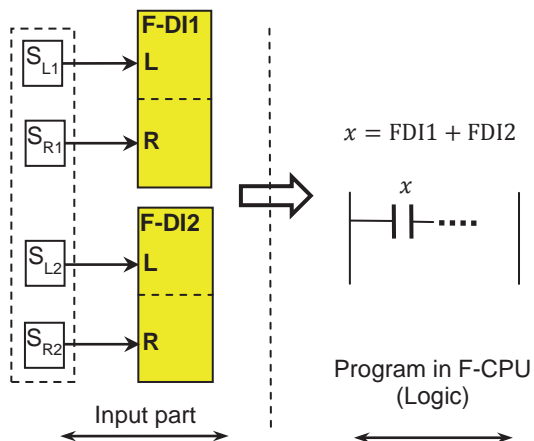 F-DI1
S_L1
L
S_R1
R
x = FDI1 + FDI2
x
F-DI2
S_L2
L
S_R2
R
Input part
Program in F-CPU
(Logic)